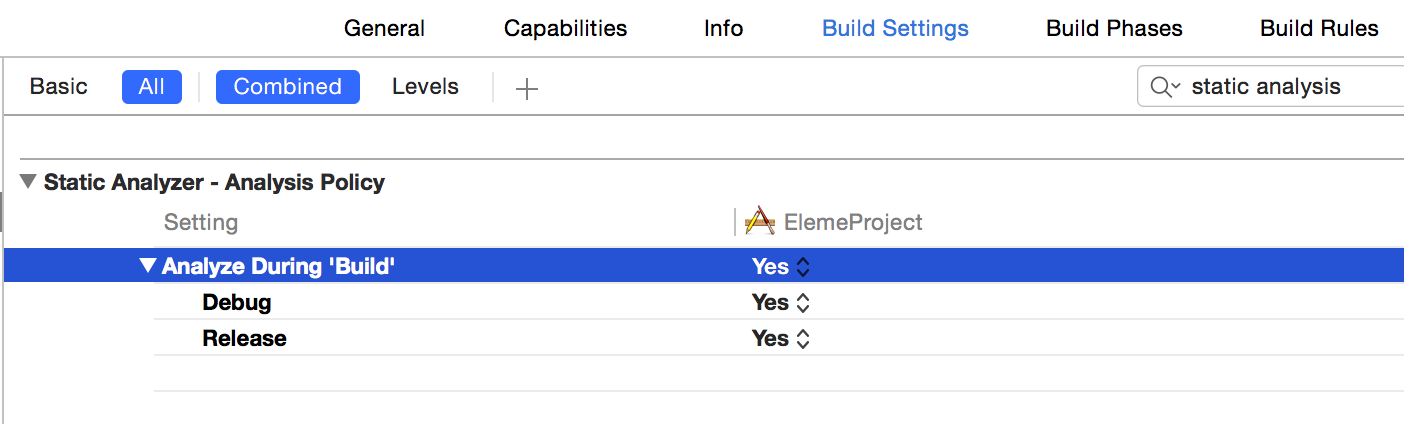 General Capabilities Info Build Settings Build Phases Build Rules
Basic All Combined Levels static analysis
Static Analyzer - Analysis Policy
Setting ElemeProject
Analyze During 'Build' Yes
Debug Yes
Release Yes